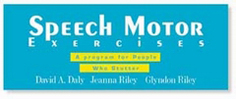 SPEECH MOTOR
Exercises
A program for People
Who Stutter
David A. Daly Jeanna Riley Glyndon Riley